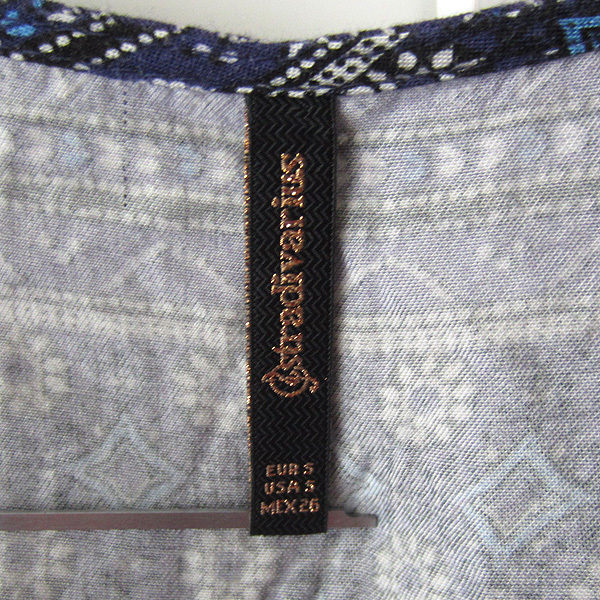 stradivarius
EUR S
USA S
MEX 26